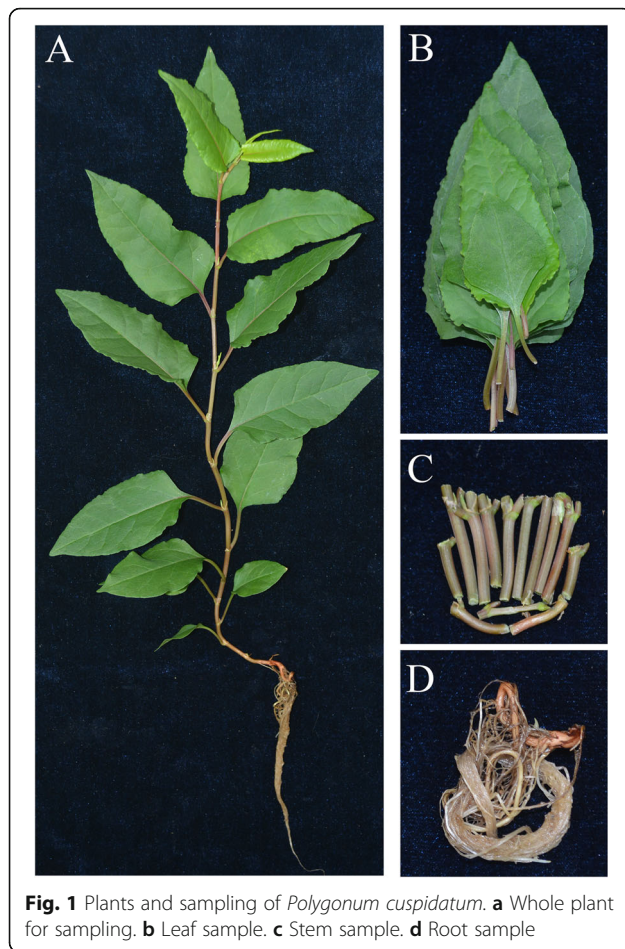 A
B
C
D
Fig. 1 Plants and sampling of Polygonum cuspidatum. a Whole plant
for sampling. b Leaf sample. c Stem sample. d Root sample